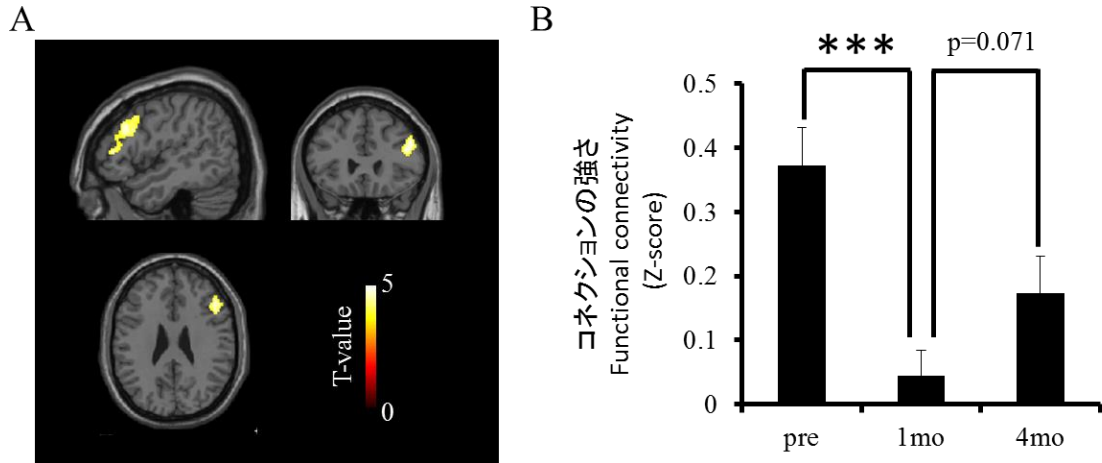 A
T-value
5
0
B
***
p=0.071
コネクションの強さ
Functional connectivity
(Z-score)
0.5
0.4
0.3
0.2
0.1
0
pre
1mo
4mo